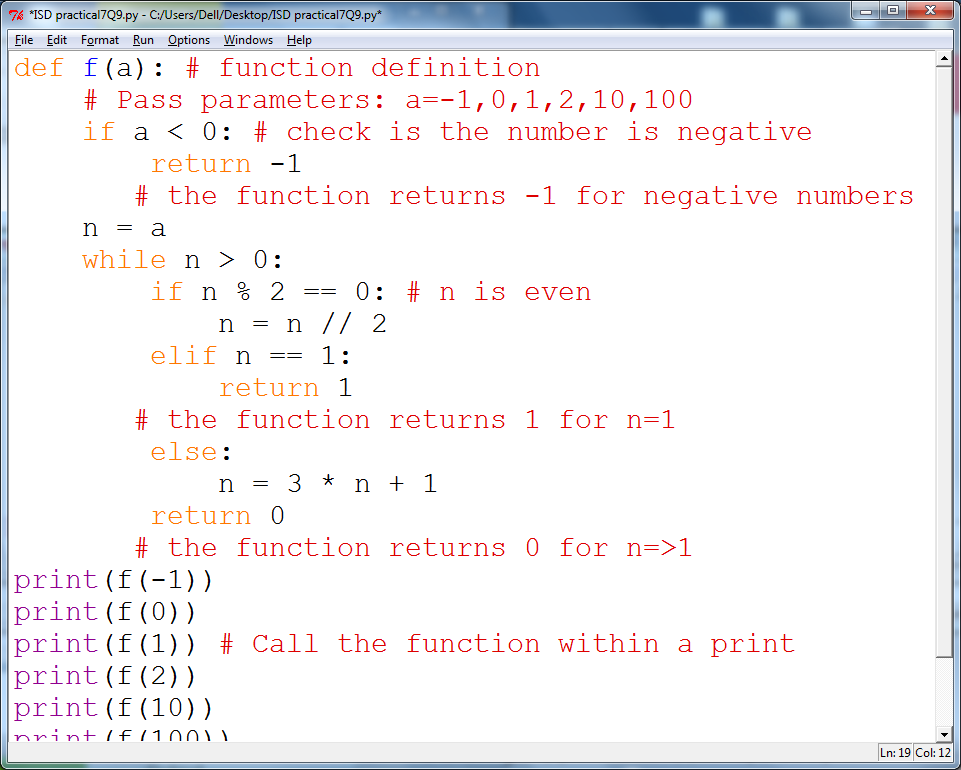 *ISD practical7Q9.py - C:/Users/Dell/Desktop/ISD practical7Q9.py*
File Edit Format Run Options Windows Help
def f(a): # function definition
    # Pass parameters: a=-1,0,1,2,10,100
    if a < 0: # check is the number is negative
        return -1
       # the function returns -1 for negative numbers
    n = a
    while n > 0:
        if n % 2 == 0: # n is even
            n = n // 2
        elif n == 1:
            return 1
       # the function returns 1 for n=1
        else:
            n = 3 * n + 1
        return 0
       # the function returns 0 for n=>1
print(f(-1))
print(f(0))
print(f(1)) # Call the function within a print
print(f(2))
print(f(10))
print(f(100))
Ln: 19 Col: 12